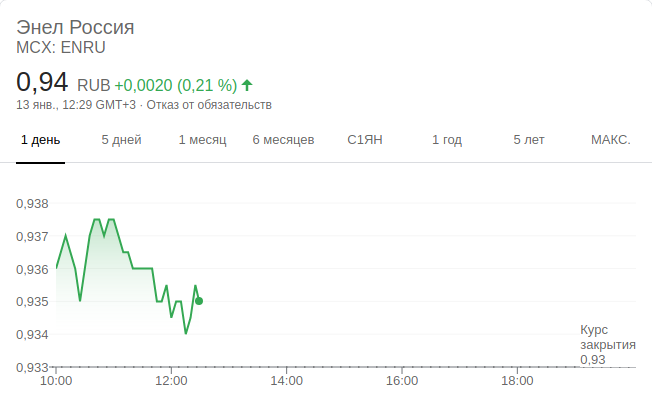 Энел Россия
MCX: ENRU
0,94 RUB +0,0020 (0,21 %)
13 янв., 12:29 GMT+3 · Отказ от обязательств
1 день 5 дней 1 месяц 6 месяцев С1ЯН 1 год 5 лет МАКС.
0,938
0,937
0,936
0,935
0,934
0,933
Курс
закрытия
0,93
10:00 12:00 14:00 16:00 18:00